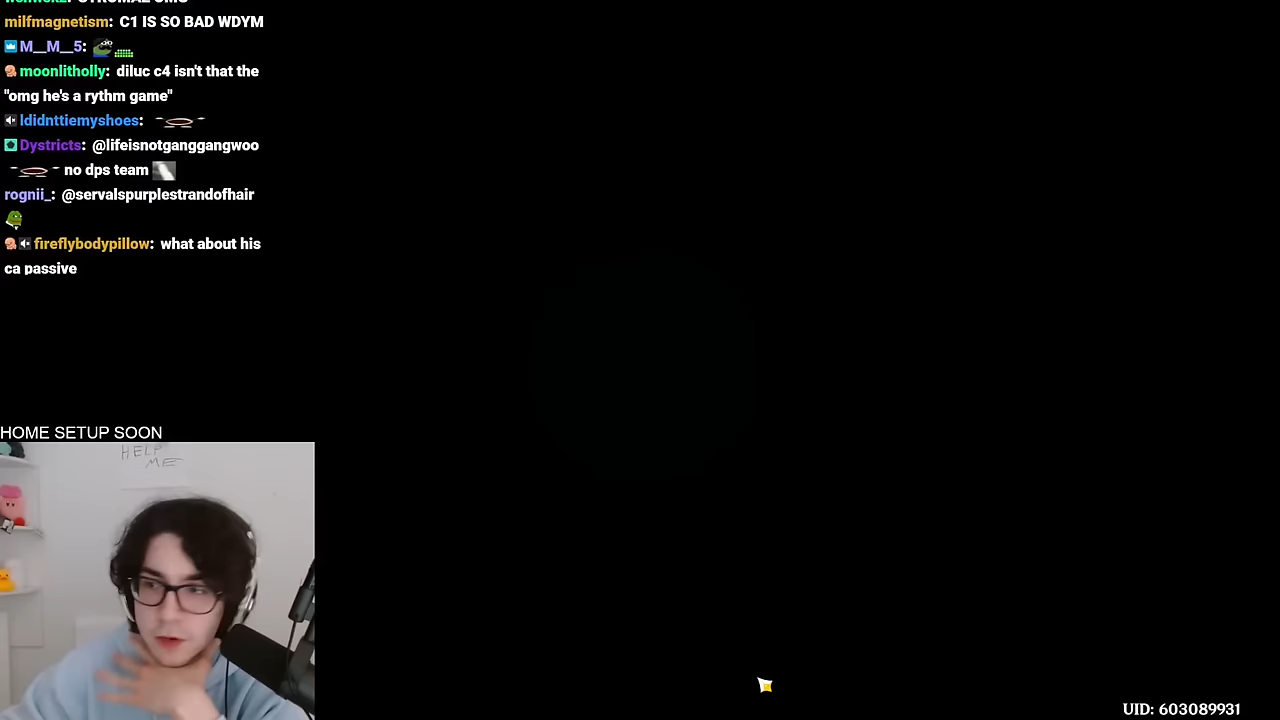 milfmagnetism: C1 IS SO BAD WDYM
M__M__5:
moonlitholly: diluc c4 isn't that the
"omg he's a rythm game"
ldidnttiemyshoes:
Dystricts: @lifeisnotganggangwoo
no dps team
rognii_: @servalspurplestrandofhair
fireflybodypillow: what about his
ca passive
HOME SETUP SOON
HELP
ME
UID: 603089931